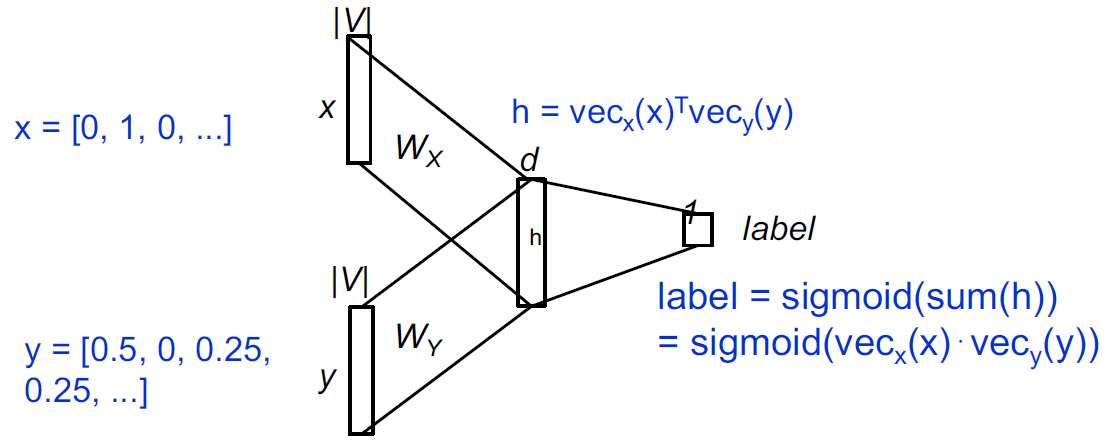 |V|
x
x = [0, 1, 0, ...]
W_X
h = vec_x(x)^T vec_y(y)
d
h
1
label
|V|
y
y = [0.5, 0, 0.25,
0.25, ...]
W_Y
label = sigmoid(sum(h))
= sigmoid(vec_x(x) · vec_y(y))